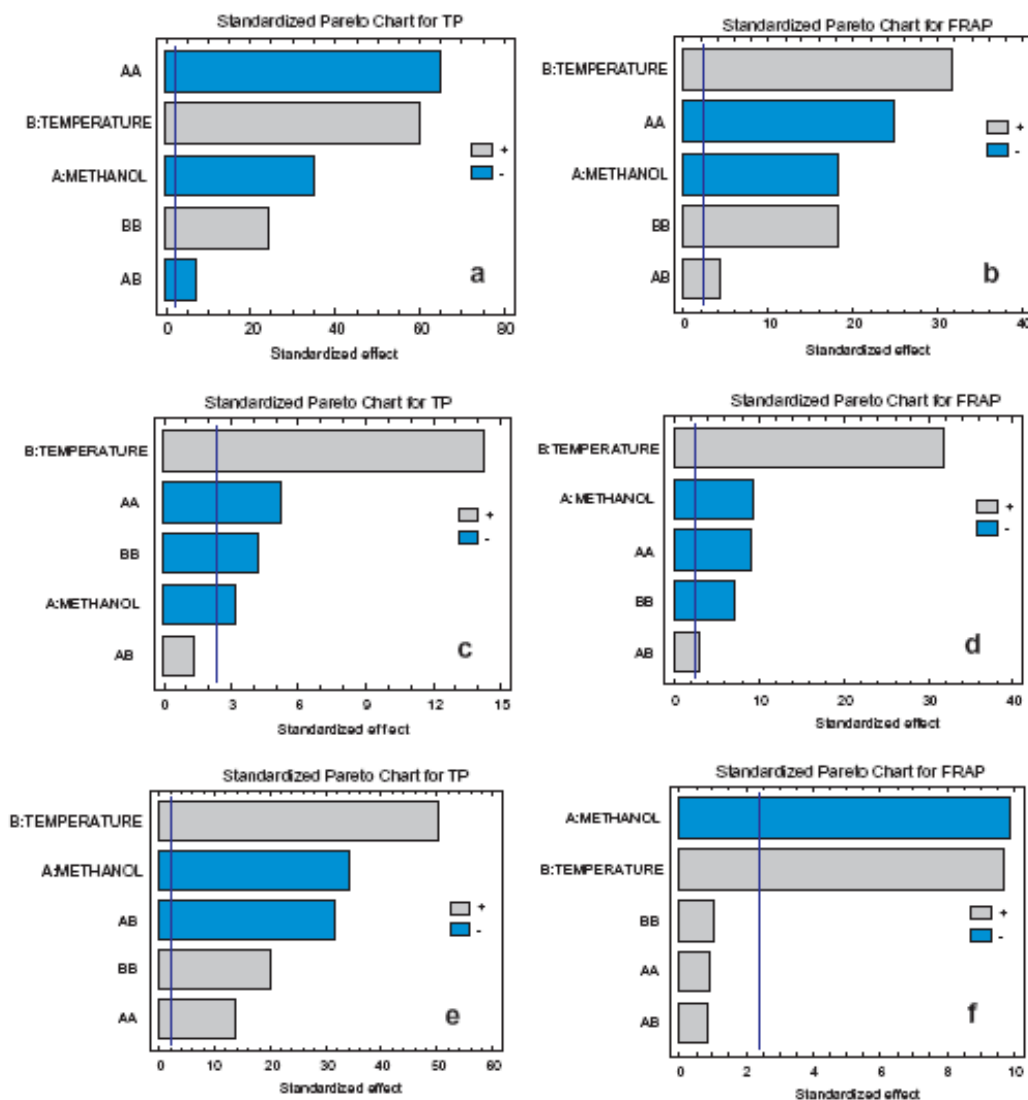 Standardized Pareto Chart for TP
AA
B:TEMPERATURE
A:METHANOL
BB
AB
+
-
a
0 20 40 60 80
Standardized effect
Standardized Pareto Chart for FRAP
B:TEMPERATURE
AA
A:METHANOL
BB
AB
+
-
b
0 10 20 30 40
Standardized effect
Standardized Pareto Chart for TP
B:TEMPERATURE
AA
BB
A:METHANOL
AB
+
-
c
0 3 6 9 12 15
Standardized effect
Standardized Pareto Chart for FRAP
B:TEMPERATURE
A:METHANOL
AA
BB
AB
+
-
d
0 10 20 30 40
Standardized effect
Standardized Pareto Chart for TP
B:TEMPERATURE
A:METHANOL
AB
BB
AA
+
-
e
0 10 20 30 40 50 60
Standardized effect
Standardized Pareto Chart for FRAP
A:METHANOL
B:TEMPERATURE
BB
AA
AB
+
-
f
0 2 4 6 8 10
Standardized effect